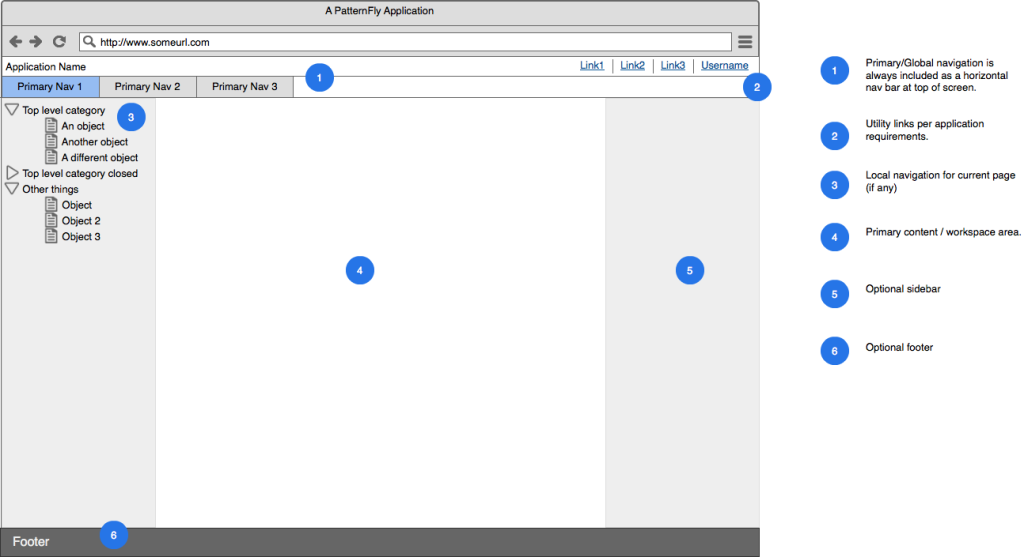 A PatternFly Application
http://www.someurl.com
Application Name
Link1
Link2
Link3
Username
Primary Nav 1
Primary Nav 2
Primary Nav 3
1
2
Top level category
3
An object
Another object
A different object
Top level category closed
Other things
Object
Object 2
Object 3
4
5
6
Footer
1
Primary/Global navigation is
always included as a horizontal
nav bar at top of screen.
2
Utility links per application
requirements.
3
Local navigation for current page
(if any)
4
Primary content / workspace area.
5
Optional sidebar
6
Optional footer